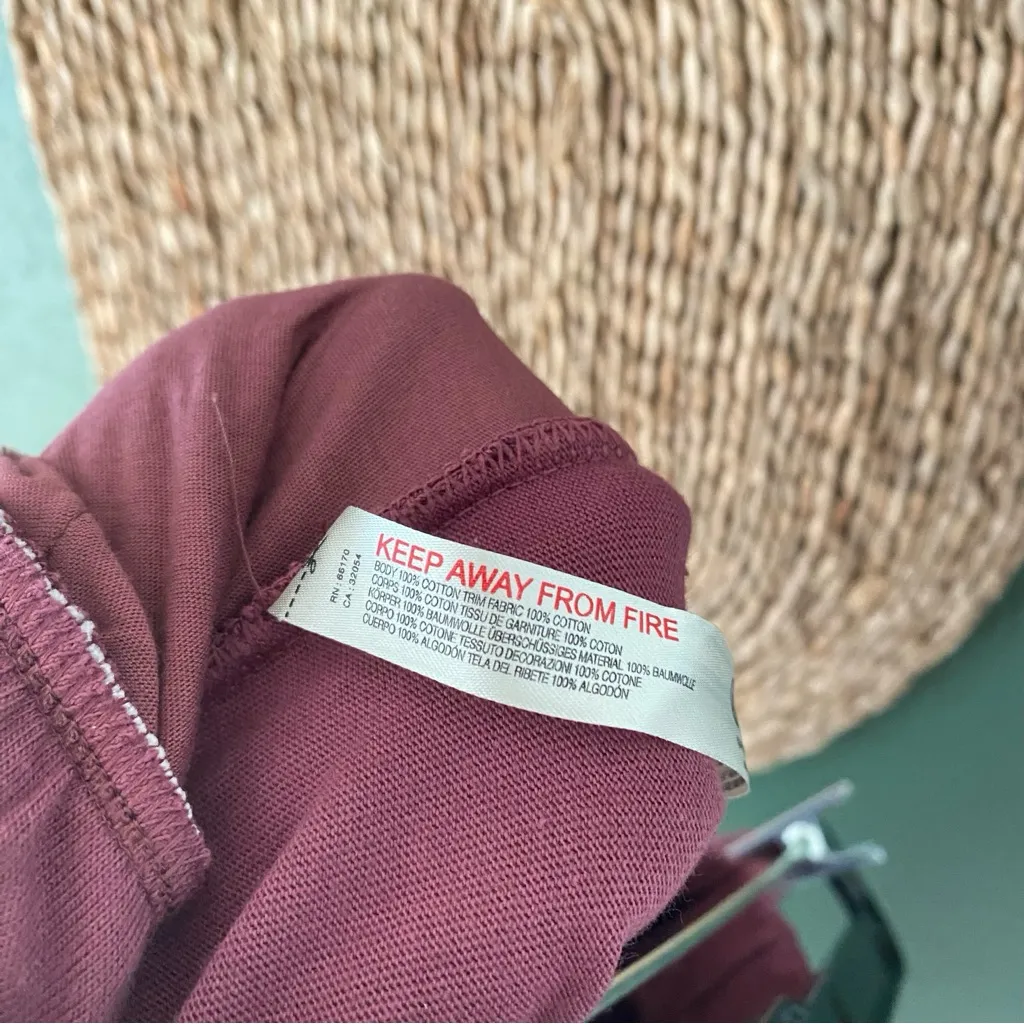 RN: 66170
CA: 32054
KEEP AWAY FROM FIRE
BODY 100% COTTON TRIM FABRIC 100% COTTON
CORPS 100% COTON TISSU DE GARNITURE 100% COTON
KÖRPER 100% BAUMWOLLE ÜBERSCHÜSSIGES MATERIAL 100% BAUMWOLLE
CORPO 100% COTONE TESSUTO DECORAZIONI 100% COTONE
CUERPO 100% ALGODÓN TELA DEL RIBETE 100% ALGODÓN